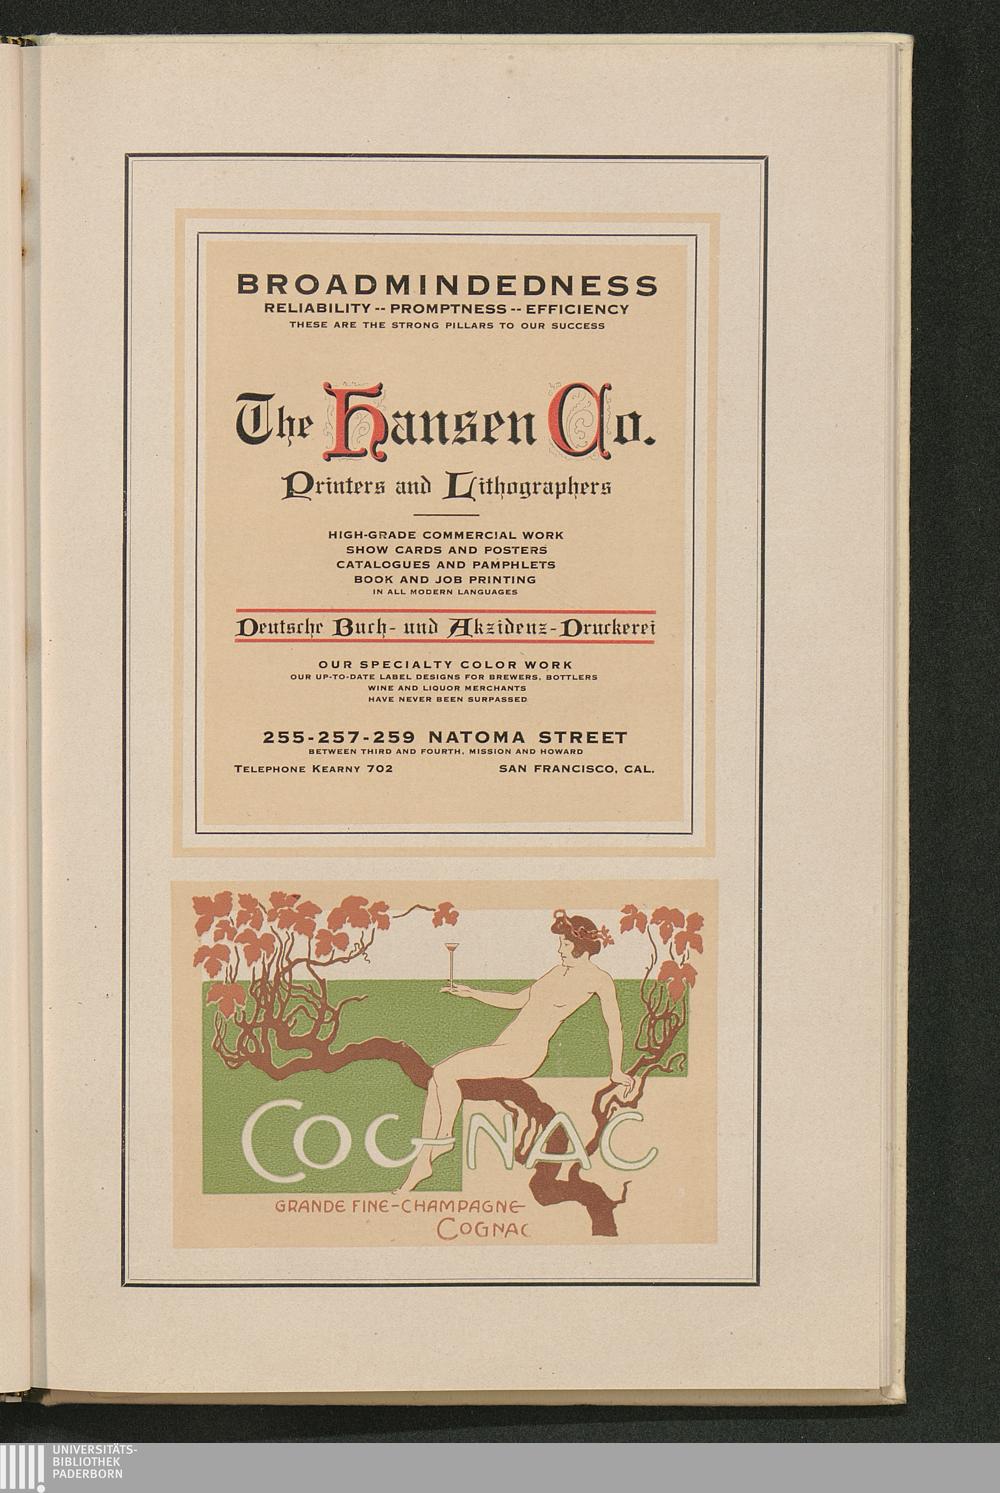 BROADMINDEDNESS
RELIABILITY -- PROMPTNESS -- EFFICIENCY
THESE ARE THE STRONG PILLARS TO OUR SUCCESS
The Hansen Co.
Printers and Lithographers
HIGH-GRADE COMMERCIAL WORK
SHOW CARDS AND POSTERS
CATALOGUES AND PAMPHLETS
BOOK AND JOB PRINTING
IN ALL MODERN LANGUAGES
Deutsche Buch- und Akzidenz-Druckerei
OUR SPECIALTY COLOR WORK
OUR UP-TO-DATE LABEL DESIGNS FOR BREWERS, BOTTLERS
WINE AND LIQUOR MERCHANTS
HAVE NEVER BEEN SURPASSED
255-257-259 NATOMA STREET
BETWEEN THIRD AND FOURTH, MISSION AND HOWARD
TELEPHONE KEARNY 702 SAN FRANCISCO, CAL.
COGNAC
GRANDE FINE-CHAMPAGNE
COGNAC
UNIVERSITÄTS-
BIBLIOTHEK
PADERBORN